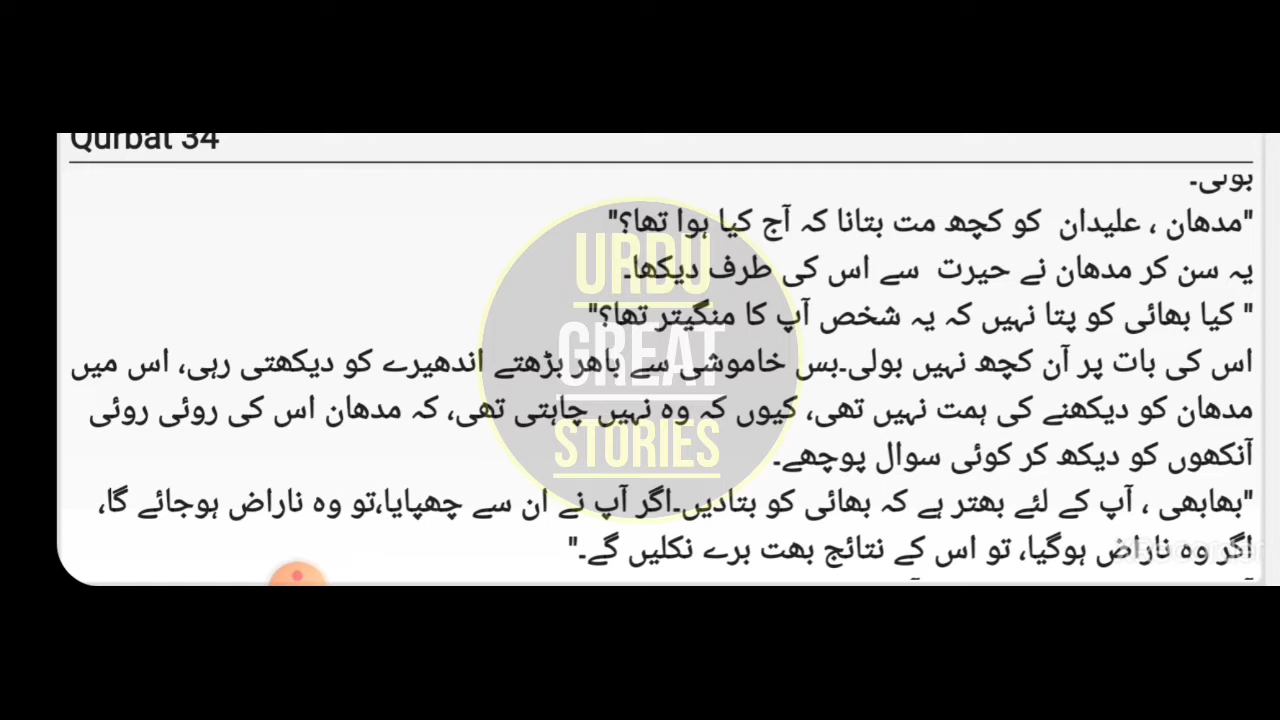 Qurbat 34
ہوئی۔
"مدھان ، علیدان کو کچھ مت بتانا کہ آج کیا ہوا تھا؟"
یہ سن کر مدھان نے حیرت سے اس کی طرف دیکھا۔
" کیا بھائی کو پتا نہیں کہ یہ شخص آپ کا منگیتر تھا؟"
اس کی بات پر آن کچھ نہیں بولی۔بس خاموشی سے باھر بڑھتے اندھیرے کو دیکھتی رہی، اس میں
مدھان کو دیکھنے کی ہمت نہیں تھی، کیوں کہ وہ نہیں چاہتی تھی، کہ مدھان اس کی روئی روئی
آنکھوں کو دیکھ کر کوئی سوال پوچھے۔
"بھابھی ، آپ کے لئے بھتر ہے کہ بھائی کو بتادیں۔اگر آپ نے ان سے چھپایا،تو وہ ناراض ہوجائے گا،
اگر وہ ناراض ہوگیا، تو اس کے نتائج بھت برے نکلیں گے۔"
URDU
GREAT
STORIES